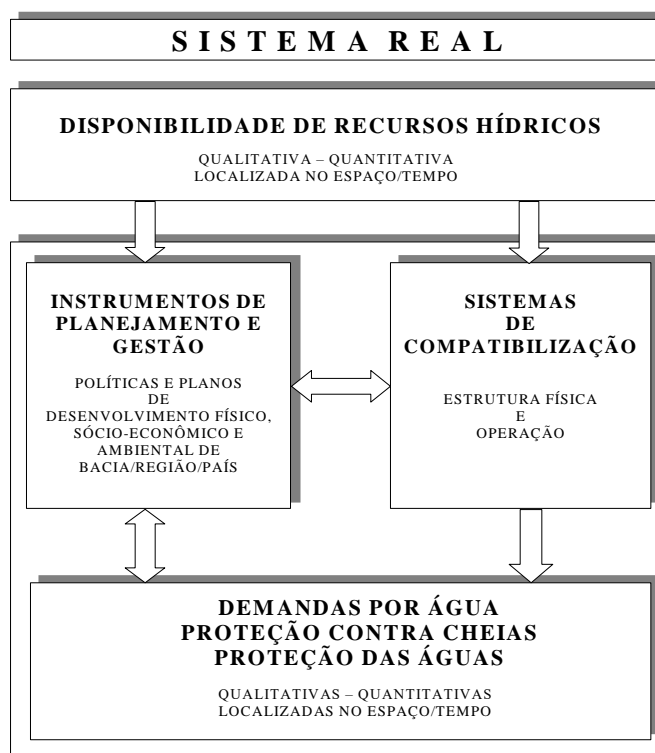 SISTEMA REAL
DISPONIBILIDADE DE RECURSOS HÍDRICOS
QUALITATIVA – QUANTITATIVA
LOCALIZADA NO ESPAÇO/TEMPO
INSTRUMENTOS DE
PLANEJAMENTO E
GESTÃO
POLÍTICAS E PLANOS
DE
DESENVOLVIMENTO FÍSICO,
SÓCIO-ECONÔMICO E
AMBIENTAL DE
BACIA/REGIÃO/PAÍS
SISTEMAS
DE
COMPATIBILIZAÇÃO
ESTRUTURA FÍSICA
E
OPERAÇÃO
DEMANDAS POR ÁGUA
PROTEÇÃO CONTRA CHEIAS
PROTEÇÃO DAS ÁGUAS
QUALITATIVAS – QUANTITATIVAS
LOCALIZADAS NO ESPAÇO/TEMPO